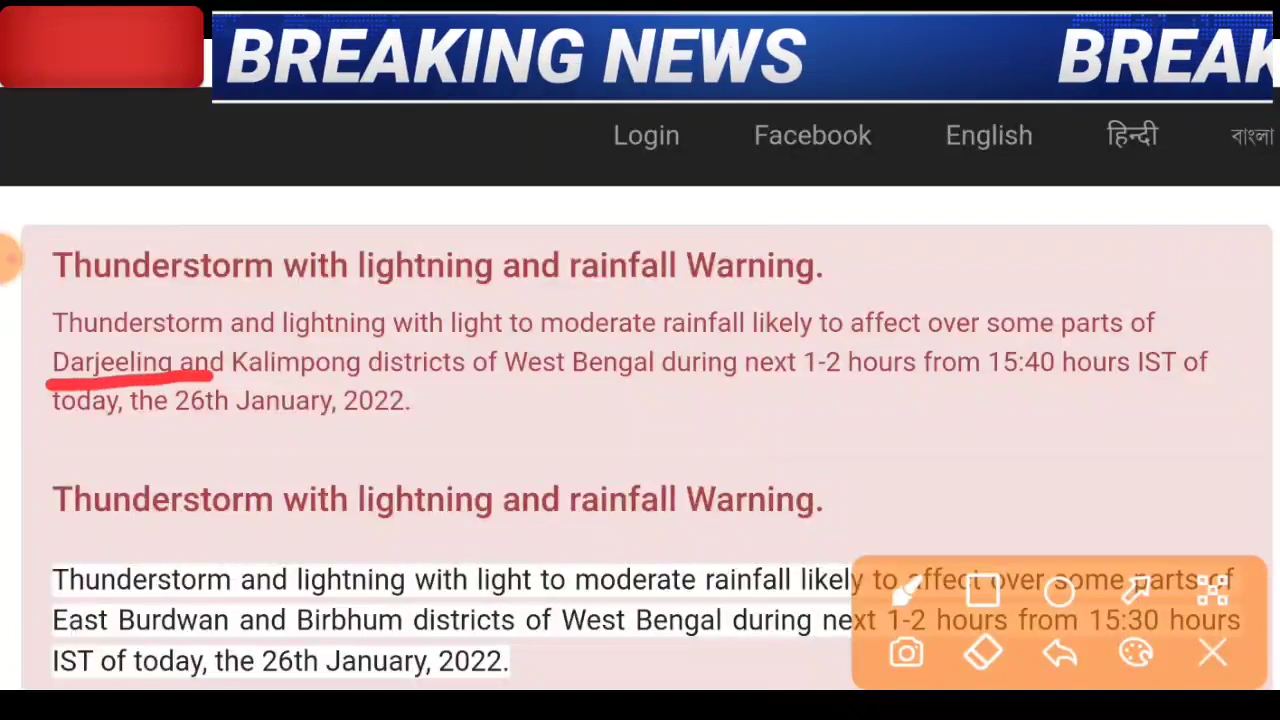 BREAKING NEWS BREAK
Login Facebook English हिन्दी বাংলা
Thunderstorm with lightning and rainfall Warning.
Thunderstorm and lightning with light to moderate rainfall likely to affect over some parts of
Darjeeling and Kalimpong districts of West Bengal during next 1-2 hours from 15:40 hours IST of
today, the 26th January, 2022.
Thunderstorm with lightning and rainfall Warning.
Thunderstorm and lightning with light to moderate rainfall likely to affect over some parts of
East Burdwan and Birbhum districts of West Bengal during next 1-2 hours from 15:30 hours
IST of today, the 26th January, 2022.